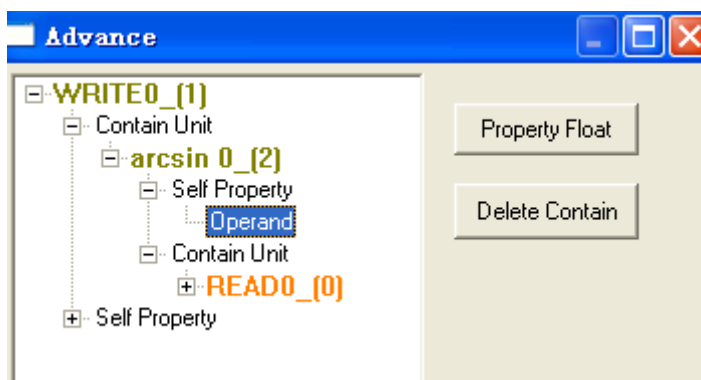 Advance
WRITE0_(1)
Contain Unit
arcsin 0_(2)
Self Property
Operand
Contain Unit
READ0_(0)
Self Property
Property Float
Delete Contain